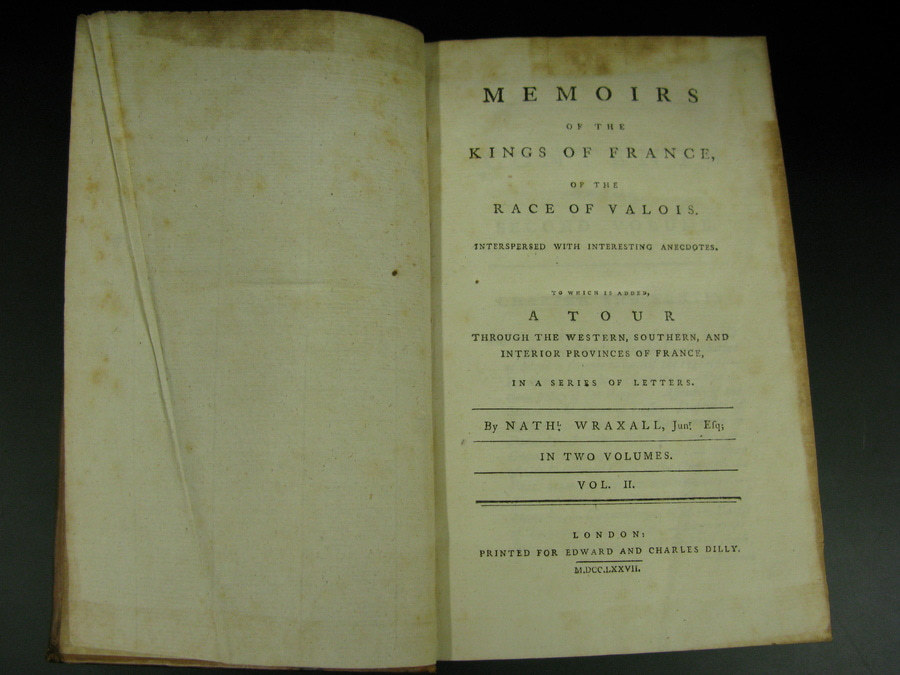 MEMOIRS
OF THE
KINGS OF FRANCE,
OF THE
RACE OF VALOIS.
INTERSPERSED WITH INTERESTING ANECDOTES.
TO WHICH IS ADDED,
A TOUR
THROUGH THE WESTERN, SOUTHERN, AND
INTERIOR PROVINCES OF FRANCE,
IN A SERIES OF LETTERS.
By NATHL. WRAXALL, Junr. Eſq;
IN TWO VOLUMES.
VOL. II.
LONDON:
PRINTED FOR EDWARD AND CHARLES DILLY.
M.DCC.LXXVII.